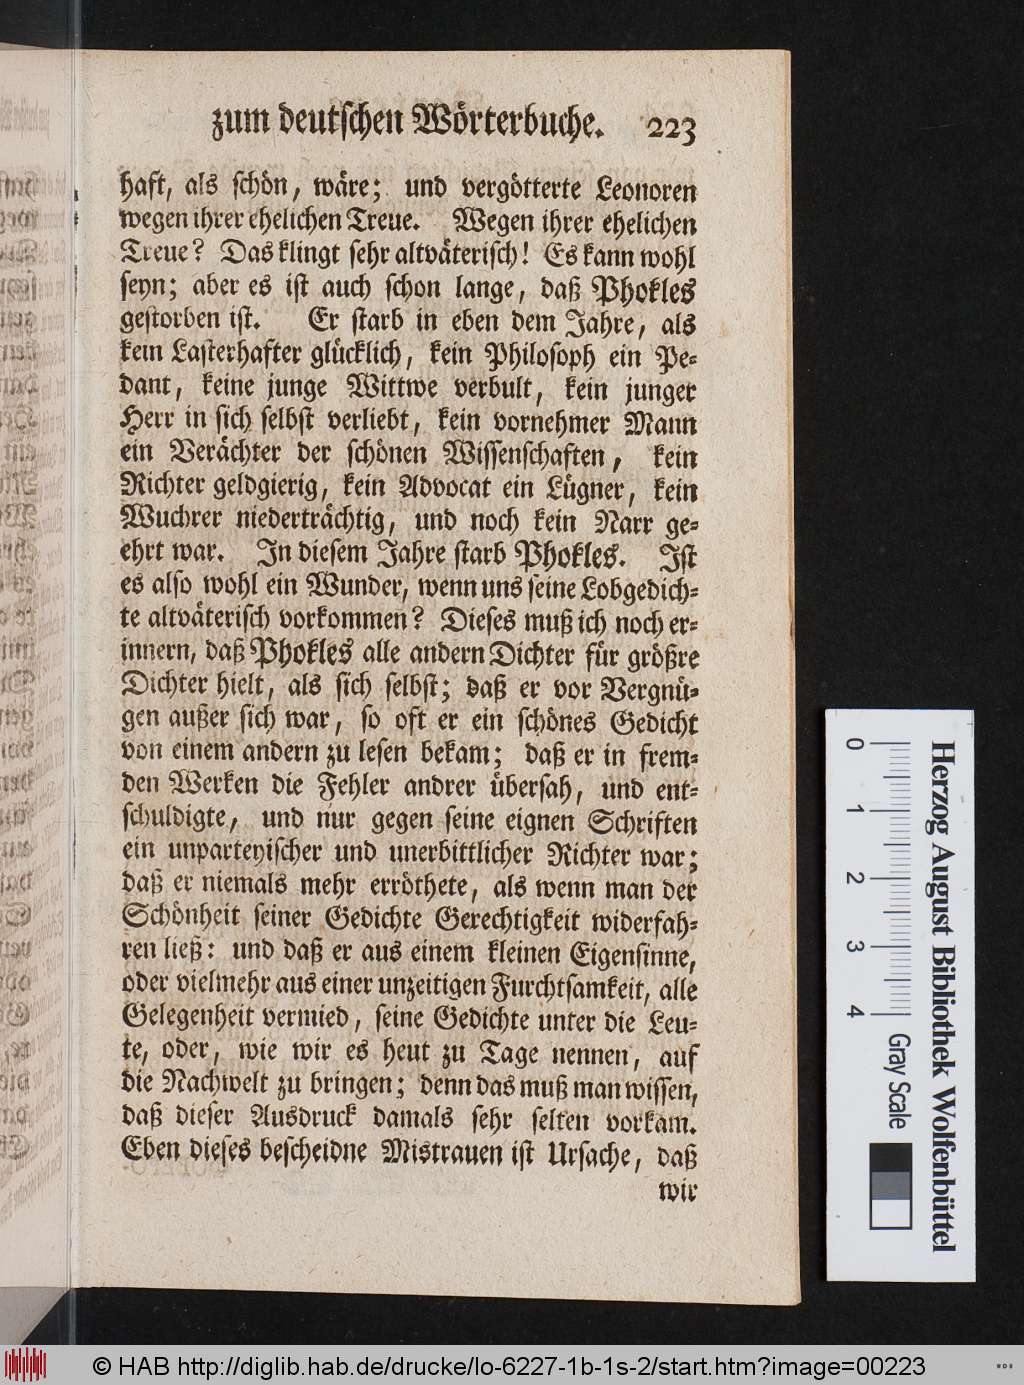 zum deutschen Wörterbuche. 223
haft, als schön, wäre; und vergötterte Leonoren
wegen ihrer ehelichen Treue. Wegen ihrer ehelichen
Treue? Das klingt sehr altväterisch! Es kann wohl
seyn; aber es ist auch schon lange, daß Phokles
gestorben ist. Er starb in eben dem Jahre, als
kein Lasterhafter glücklich, kein Philosoph ein Pe-
dant, keine junge Wittwe verbult, kein junger
Herr in sich selbst verliebt, kein vornehmer Mann
ein Verächter der schönen Wissenschaften, kein
Richter geldgierig, kein Advocat ein Lügner, kein
Wuchrer niederträchtig, und noch kein Narr ge-
ehrt war. In diesem Jahre starb Phokles. Ist
es also wohl ein Wunder, wenn uns seine Lobgedich-
te altväterisch vorkommen? Dieses muß ich noch er-
innern, daß Phokles alle andern Dichter für größre
Dichter hielt, als sich selbst; daß er vor Vergnü-
gen außer sich war, so oft er ein schönes Gedicht
von einem andern zu lesen bekam; daß er in frem-
den Werken die Fehler andrer übersah, und ent-
schuldigte, und nur gegen seine eignen Schriften
ein unparteyischer und unerbittlicher Richter war;
daß er niemals mehr erröthete, als wenn man der
Schönheit seiner Gedichte Gerechtigkeit widerfah-
ren ließ: und daß er aus einem kleinen Eigensinne,
oder vielmehr aus einer unzeitigen Furchtsamkeit, alle
Gelegenheit vermied, seine Gedichte unter die Leu-
te, oder, wie wir es heut zu Tage nennen, auf
die Nachwelt zu bringen; denn das muß man wissen,
daß dieser Ausdruck damals sehr selten vorkam.
Eben dieses bescheidne Mistrauen ist Ursache, daß
wir
0 1 2 3 4 Gray Scale
Herzog August Bibliothek Wolfenbüttel
© HAB http://diglib.hab.de/drucke/lo-6227-1b-1s-2/start.htm?image=00223